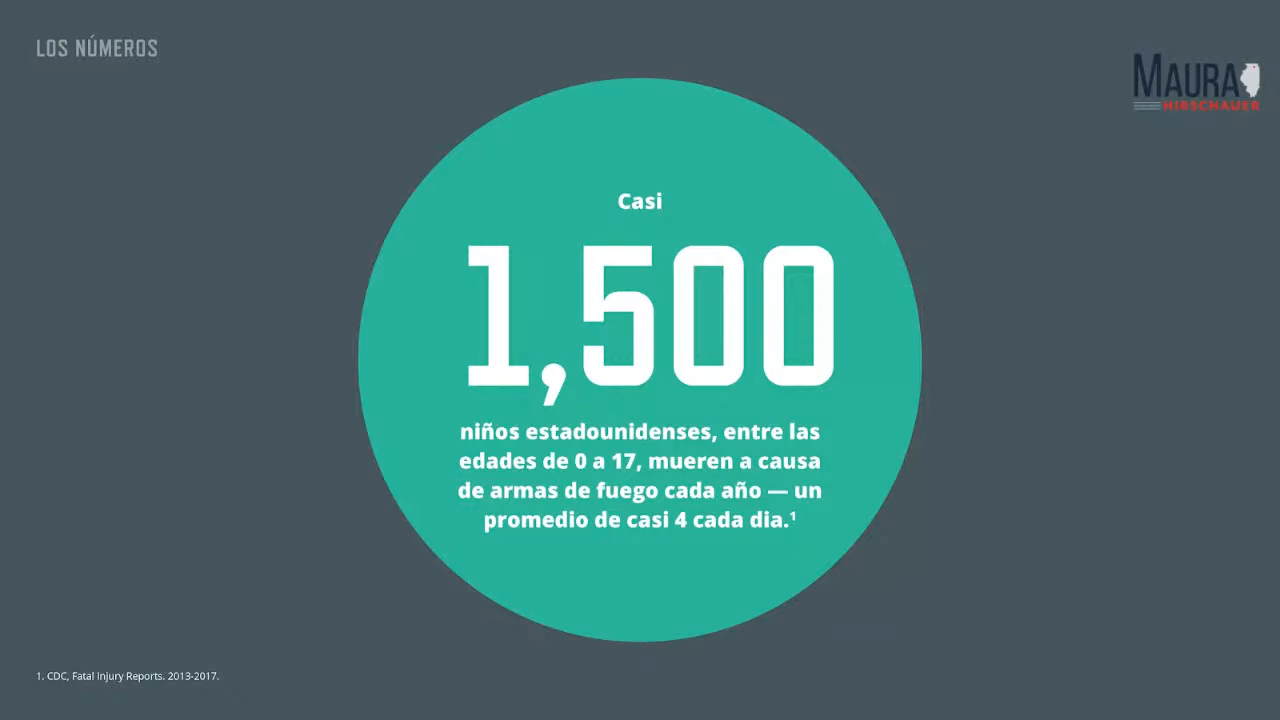 LOS NÚMEROS
MAURA
HIRSCHAUER
Casi
1,500
niños estadounidenses, entre las
edades de 0 a 17, mueren a causa
de armas de fuego cada año — un
promedio de casi 4 cada dia.¹
1. CDC, Fatal Injury Reports. 2013-2017.